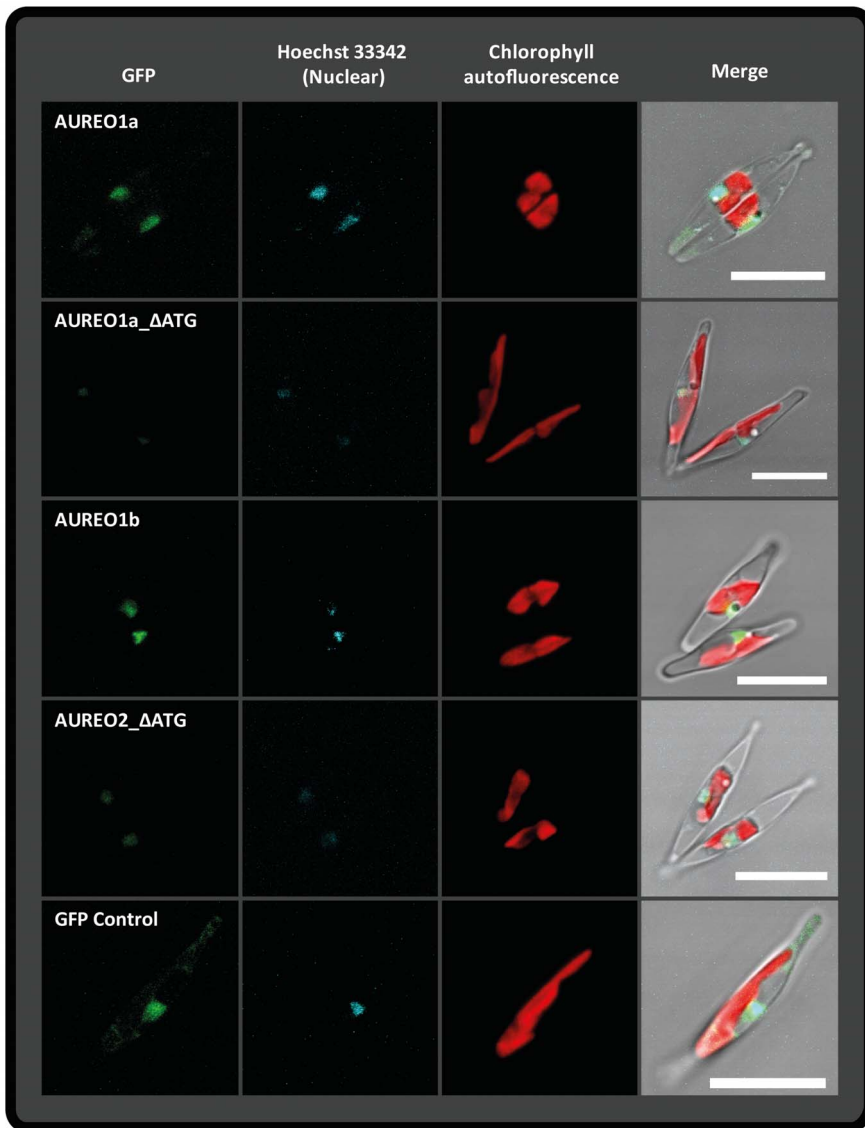 GFP
Hoechst 33342
(Nuclear)
Chlorophyll
autofluorescence
Merge
AUREO1a
AUREO1a_ΔATG
AUREO1b
AUREO2_ΔATG
GFP Control